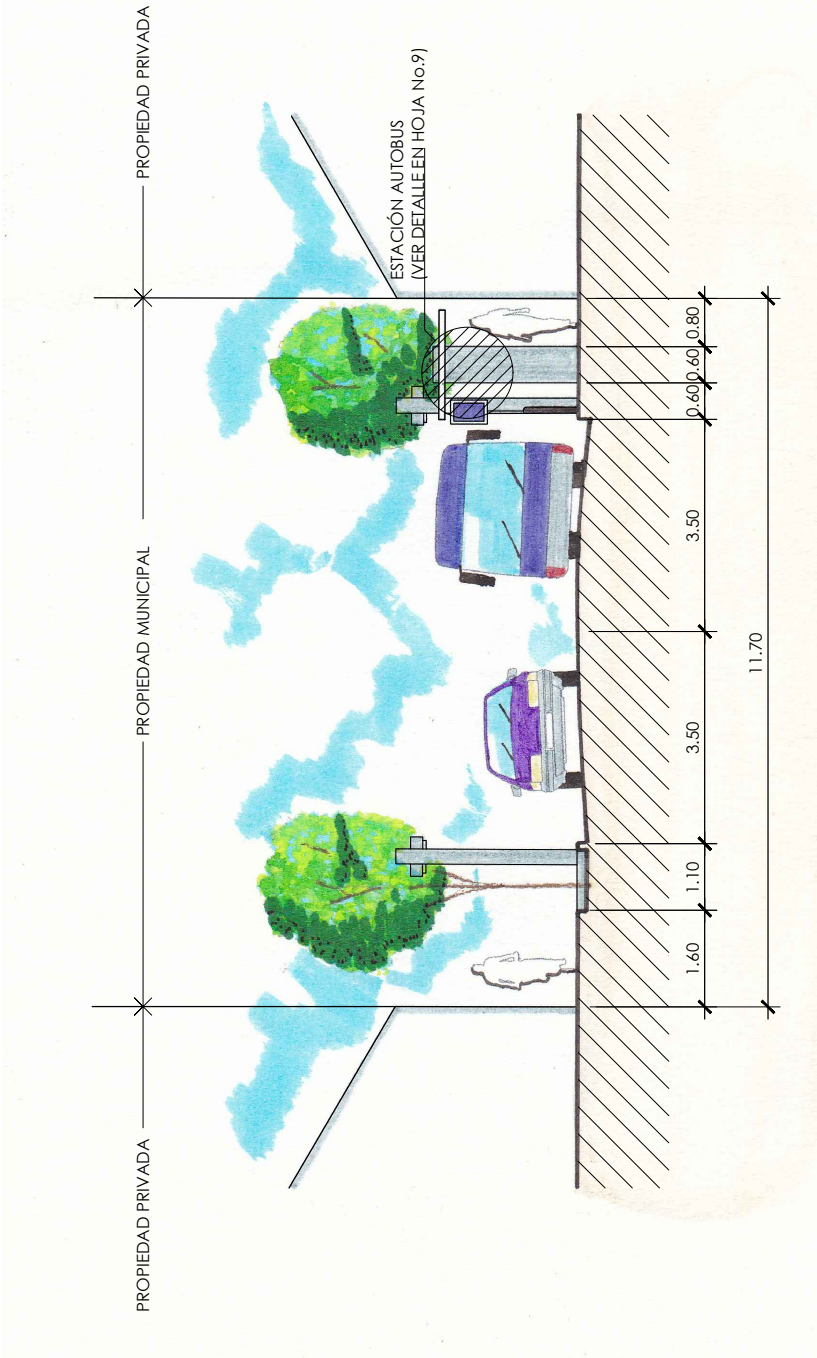 PROPIEDAD PRIVADA
PROPIEDAD MUNICIPAL
PROPIEDAD PRIVADA
ESTACIÓN AUTOBUS
(VER DETALLE EN HOJA No.9)
1.60
1.10
3.50
3.50
0.60
0.60
0.80
11.70